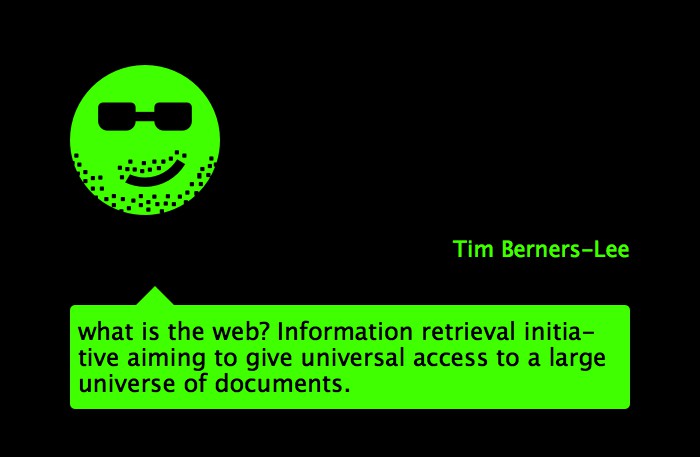 Tim Berners-Lee
what is the web? Information retrieval initia-
tive aiming to give universal access to a large
universe of documents.